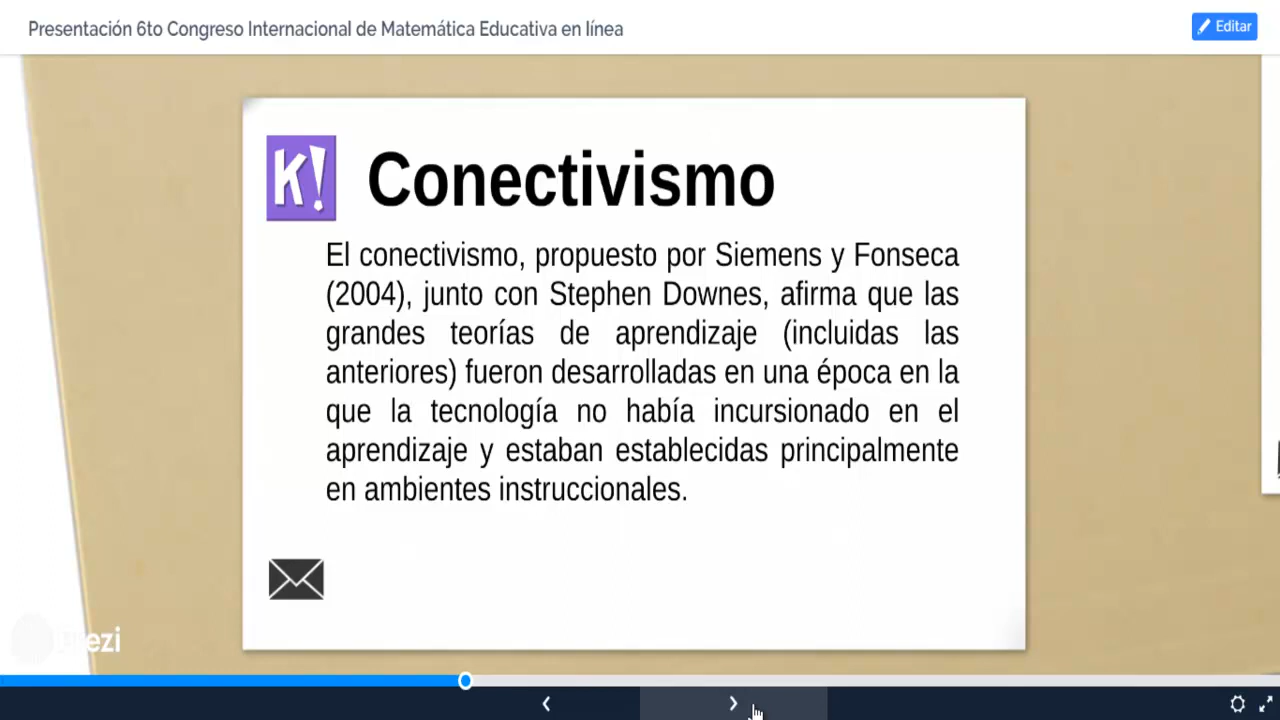 Presentación 6to Congreso Internacional de Matemática Educativa en línea
Editar
K!
Conectivismo
El conectivismo, propuesto por Siemens y Fonseca
(2004), junto con Stephen Downes, afirma que las
grandes teorías de aprendizaje (incluidas las
anteriores) fueron desarrolladas en una época en la
que la tecnología no había incursionado en el
aprendizaje y estaban establecidas principalmente
en ambientes instruccionales.